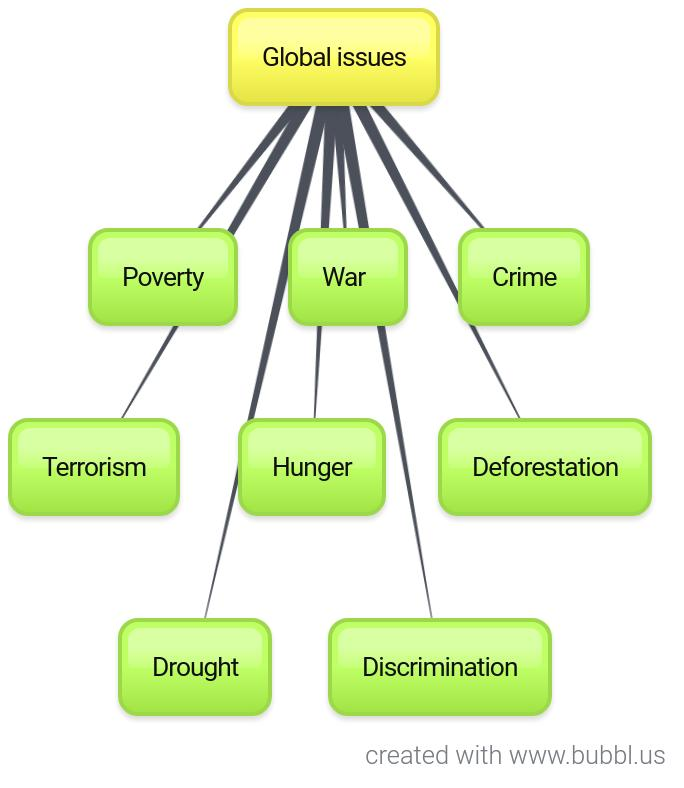 Global issues
Poverty
War
Crime
Terrorism
Hunger
Deforestation
Drought
Discrimination
created with www.bubbl.us